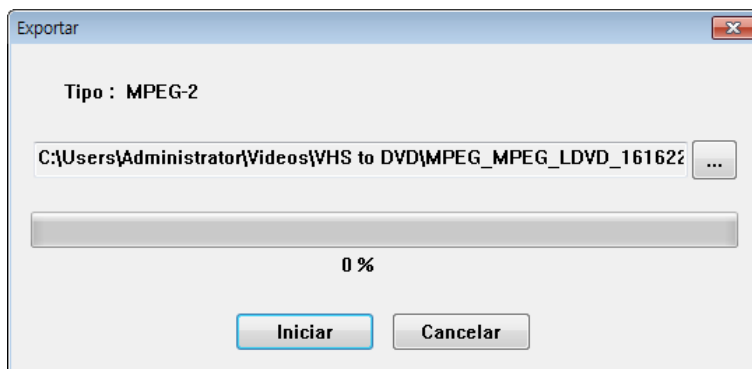 Exportar
Tipo : MPEG-2
C:\Users\Administrator\Videos\VHS to DVD\MPEG_MPEG_LDVD_161622
...
0 %
Iniciar
Cancelar